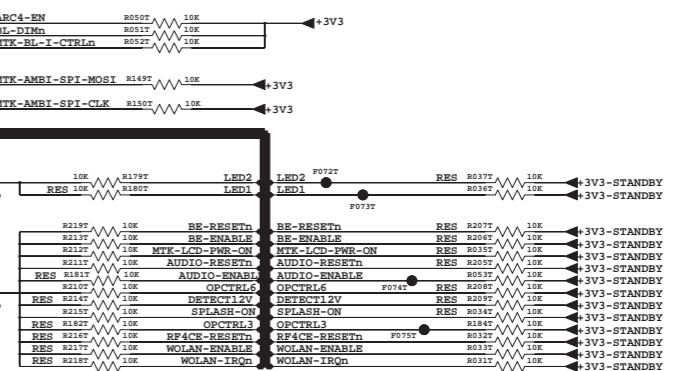 ARC4-EN R050T 10K +3V3
BL-DIMn R051T 10K
MTK-BL-I-CTRLn R052T 10K
MTK-AMBI-SPI-MOSI R149T 10K +3V3
MTK-AMBI-SPI-CLK R150T 10K +3V3
10K R179T LED2 LED2 F072T RES R037T 10K +3V3-STANDBY
RES 10K R180T LED1 LED1 F073T R036T 10K +3V3-STANDBY
R219T 10K BE-RESETn BE-RESETn RES R207T 10K +3V3-STANDBY
R213T 10K BE-ENABLE BE-ENABLE RES R206T 10K +3V3-STANDBY
R212T 10K MTK-LCD-PWR-ON MTK-LCD-PWR-ON RES R035T 10K +3V3-STANDBY
R211T 10K AUDIO-RESETn AUDIO-RESETn RES R205T 10K +3V3-STANDBY
RES R181T 10K AUDIO-ENABL AUDIO-ENABLE F074T R053T 10K +3V3-STANDBY
R210T 10K OPCTRL6 OPCTRL6 RES R208T 10K +3V3-STANDBY
RES R214T 10K DETECT12V DETECT12V RES R209T 10K +3V3-STANDBY
R215T 10K SPLASH-ON SPLASH-ON RES R034T 10K +3V3-STANDBY
RES R182T 10K OPCTRL3 OPCTRL3 F075T R184T 10K +3V3-STANDBY
RES R216T 10K RF4CE-RESETn RF4CE-RESETn R032T 10K +3V3-STANDBY
RES R217T 10K WOLAN-ENABLE WOLAN-ENABLE R033T 10K +3V3-STANDBY
RES R218T 10K WOLAN-IRQn WOLAN-IRQn R031T 10K +3V3-STANDBY